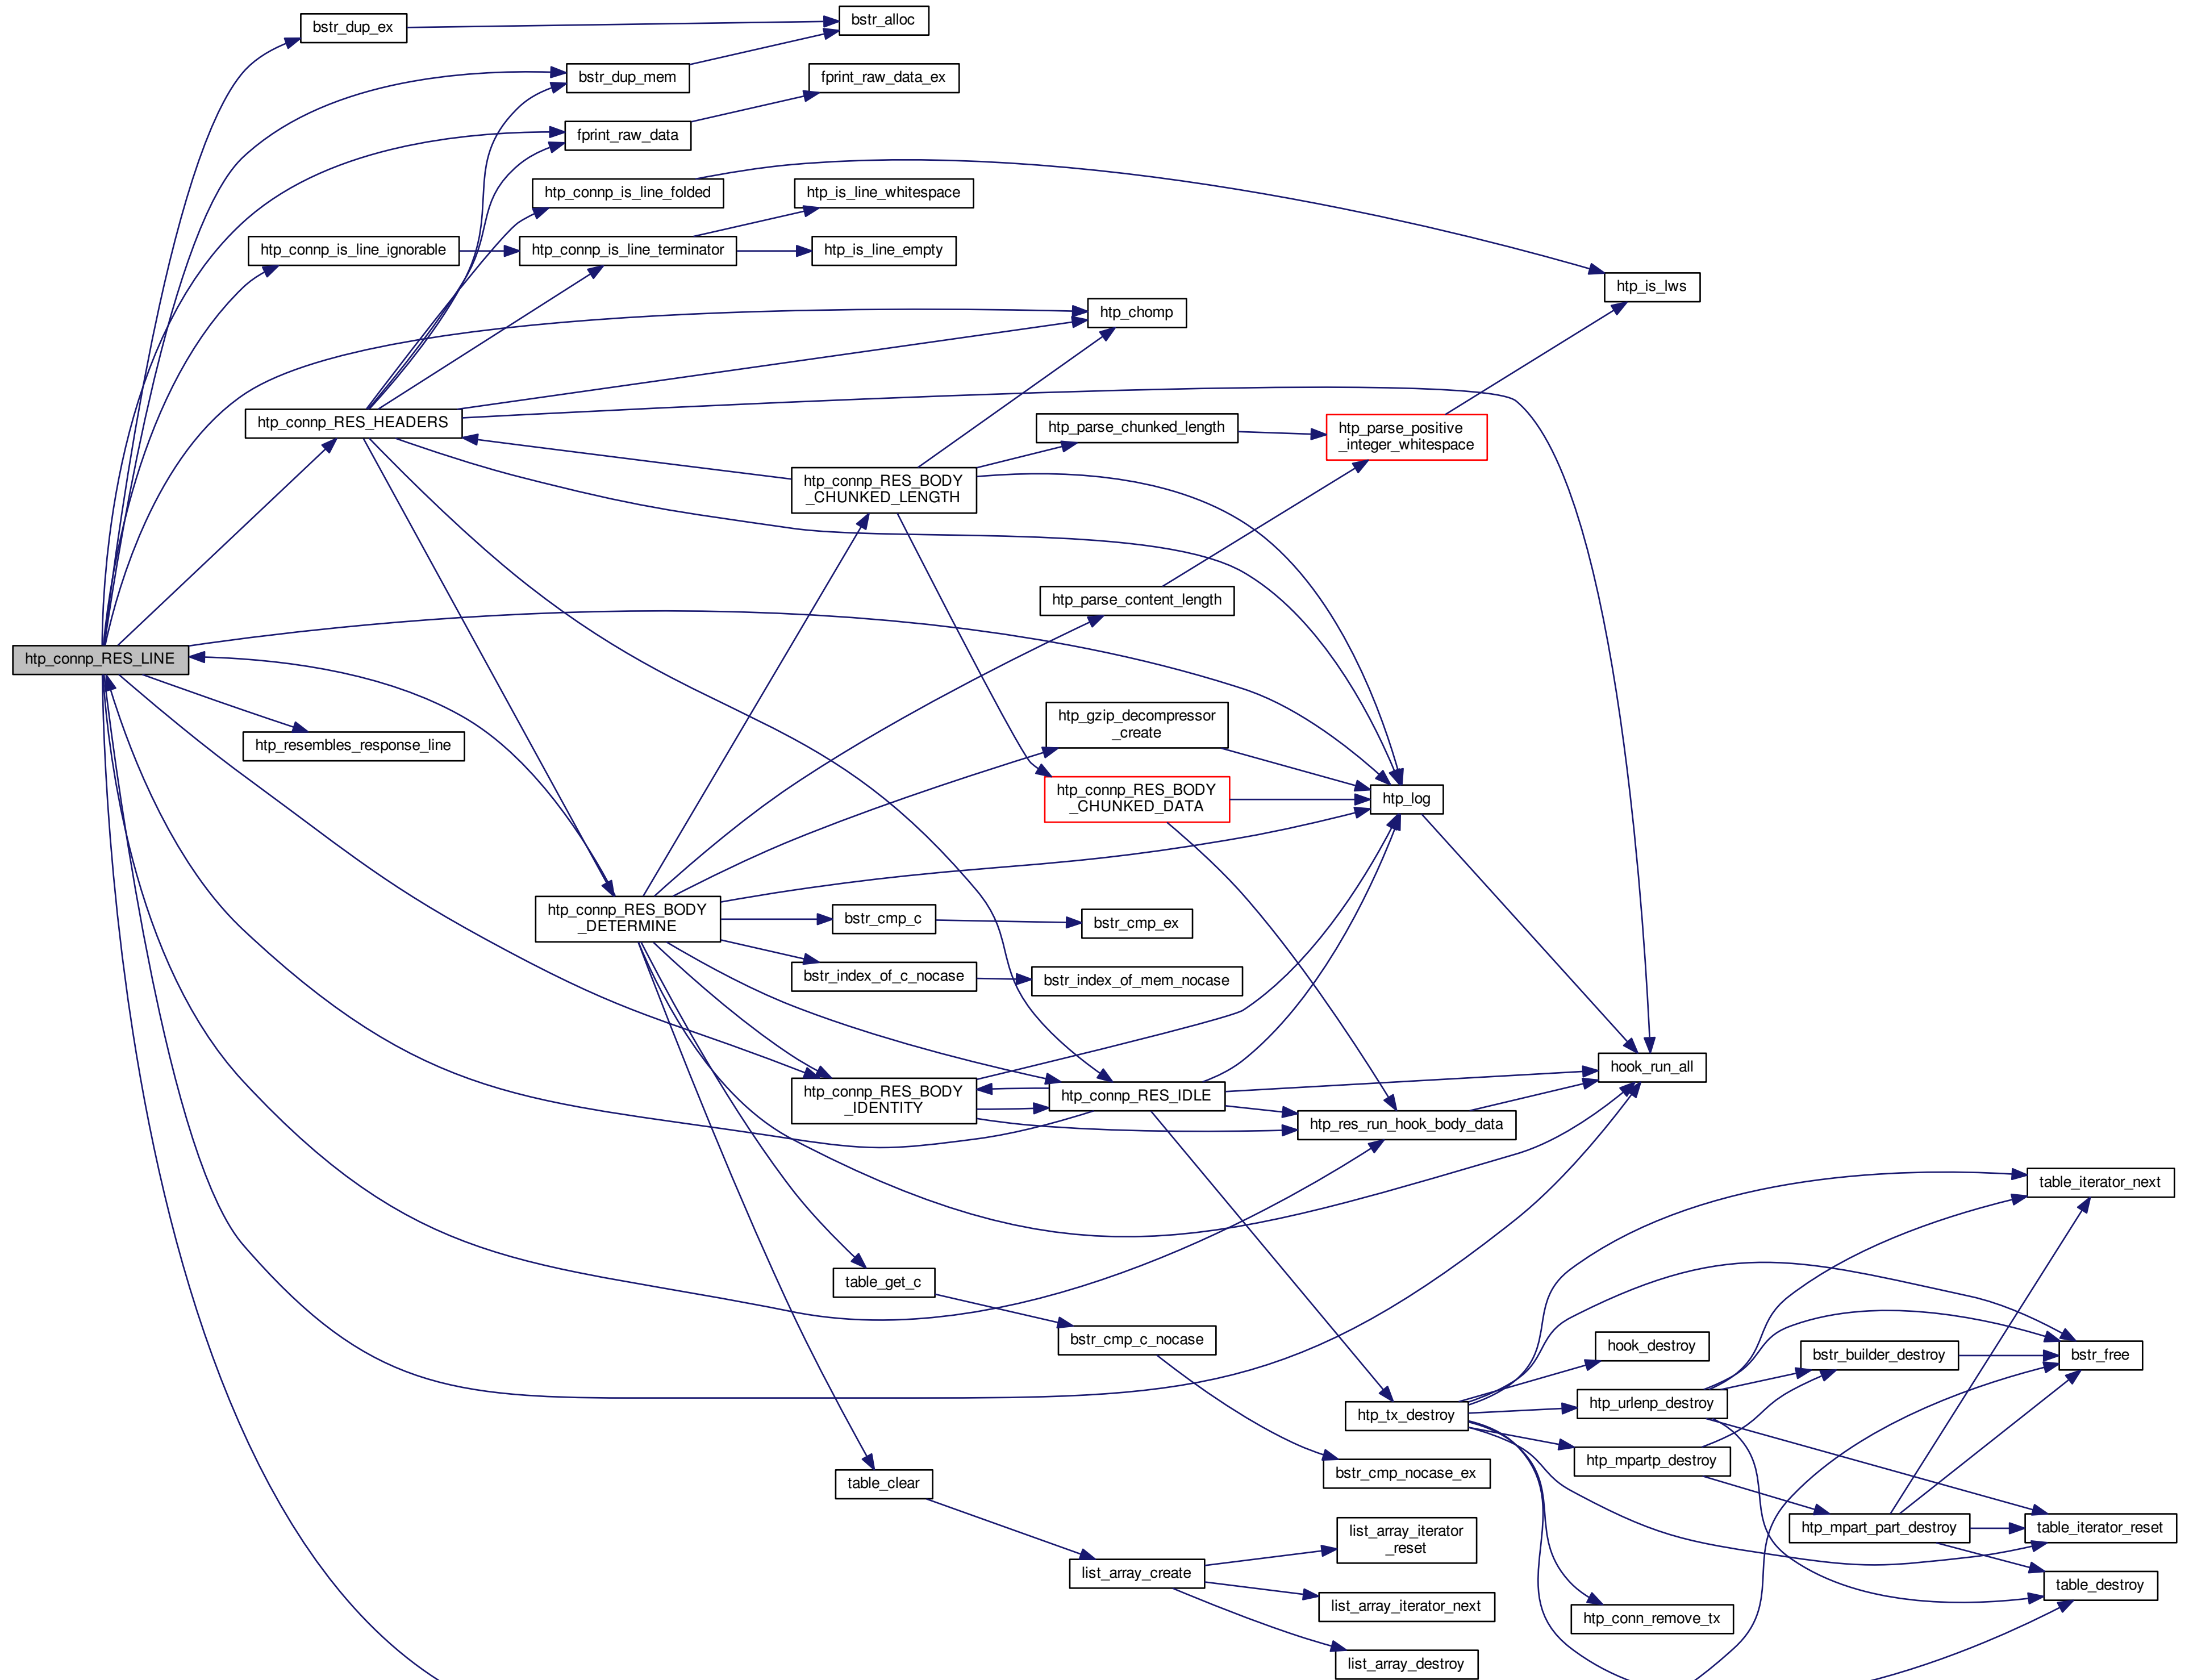 bstr_dup_ex
bstr_alloc
bstr_dup_mem
fprint_raw_data_ex
fprint_raw_data
htp_connp_is_line_folded
htp_is_line_whitespace
htp_connp_is_line_ignorable
htp_connp_is_line_terminator
htp_is_line_empty
htp_is_lws
htp_chomp
htp_connp_RES_HEADERS
htp_parse_chunked_length
htp_parse_positive
_integer_whitespace
htp_connp_RES_BODY
_CHUNKED_LENGTH
htp_parse_content_length
htp_connp_RES_LINE
htp_resembles_response_line
htp_gzip_decompressor
_create
htp_connp_RES_BODY
_CHUNKED_DATA
htp_log
htp_connp_RES_BODY
_DETERMINE
bstr_cmp_c
bstr_cmp_ex
bstr_index_of_c_nocase
bstr_index_of_mem_nocase
hook_run_all
htp_connp_RES_BODY
_IDENTITY
htp_connp_RES_IDLE
htp_res_run_hook_body_data
table_iterator_next
table_get_c
bstr_cmp_c_nocase
hook_destroy
bstr_builder_destroy
bstr_free
htp_tx_destroy
htp_urlenp_destroy
htp_mpartp_destroy
bstr_cmp_nocase_ex
table_clear
list_array_iterator
_reset
htp_mpart_part_destroy
table_iterator_reset
list_array_create
table_destroy
list_array_iterator_next
htp_conn_remove_tx
list_array_destroy